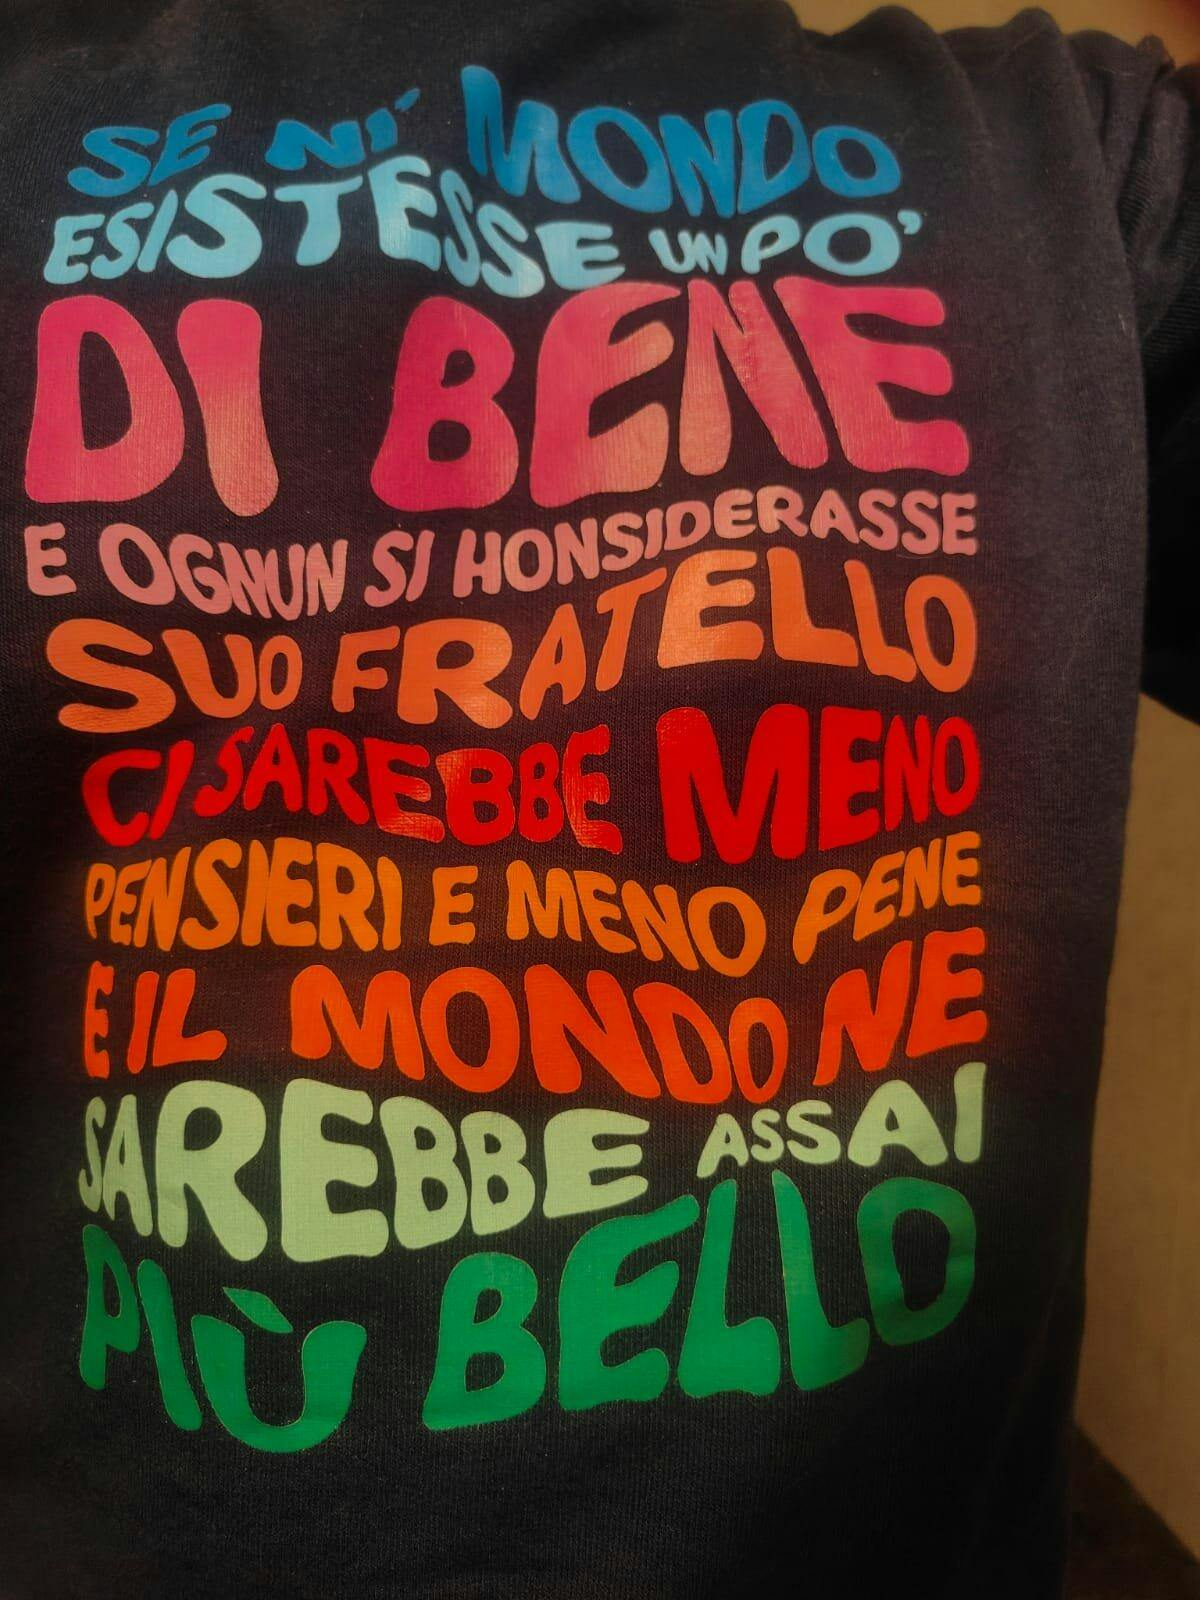 SE NI' MONDO
ESISTESSE UN PO'
DI BENE
E OGNUN SI HONSIDERASSE
SUO FRATELLO
CI SAREBBE MENO
PENSIERI E MENO PENE
E IL MONDO NE
SAREBBE ASSAI
PIÙ BELLO